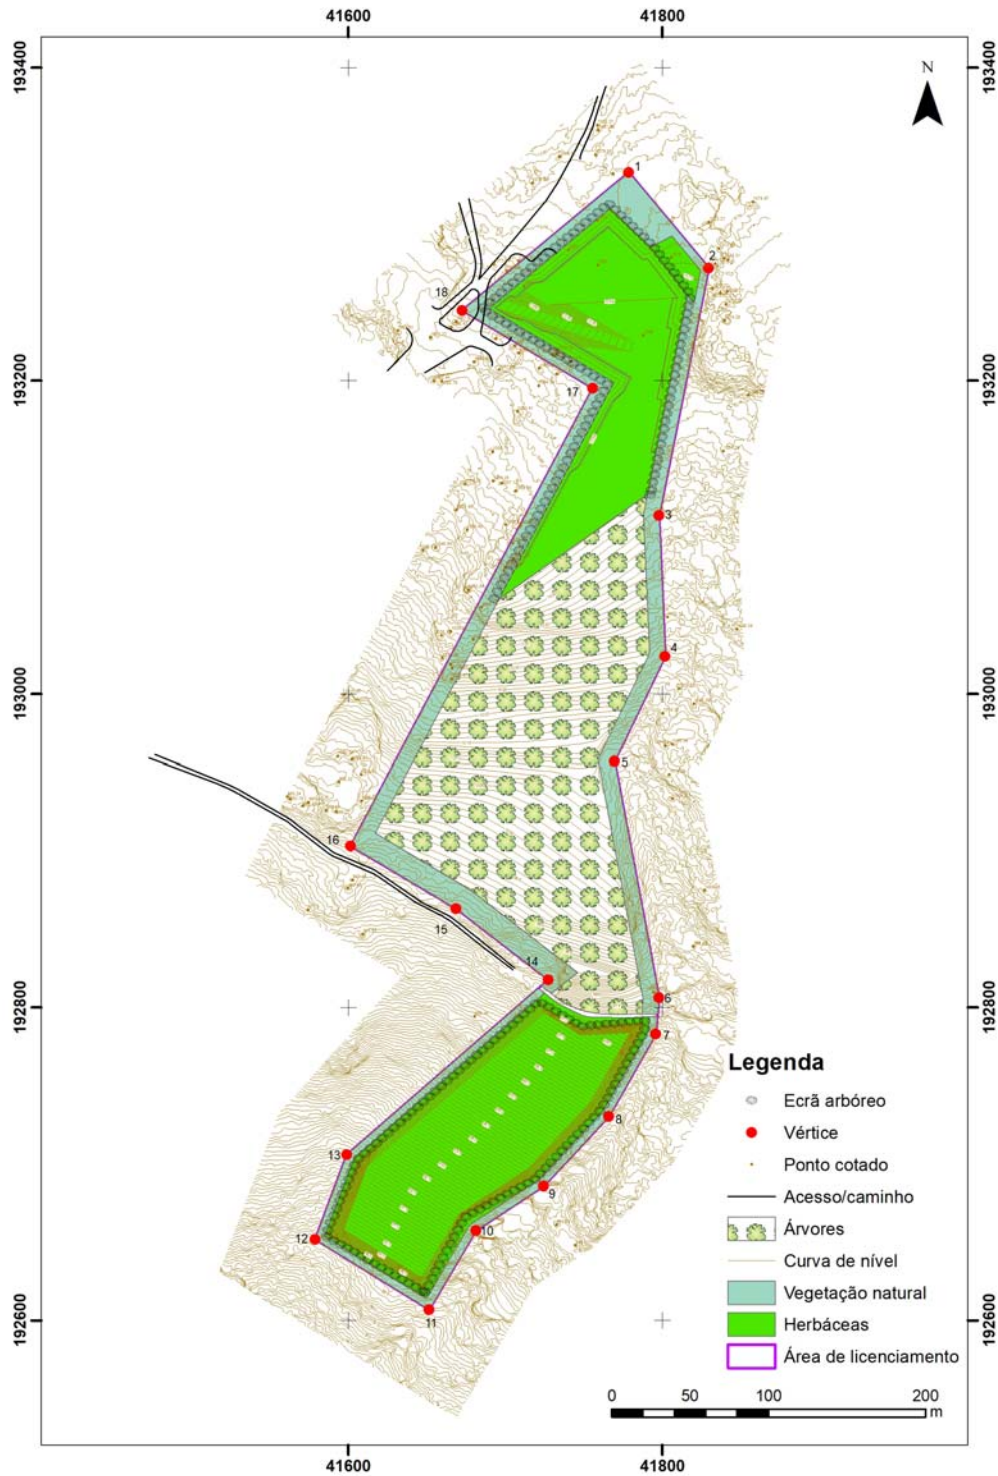 41600 41800
193400 193400
N
1
2
18
17
193200 193200
3
4
193000 193000
5
16
15
14
6
192800 192800
7
8
13
9
10
12
11
192600 192600
Legenda
Ecrã arbóreo
Vértice
Ponto cotado
Acesso/caminho
Árvores
Curva de nível
Vegetação natural
Herbáceas
Área de licenciamento
0 50 100 200
m
41600 41800